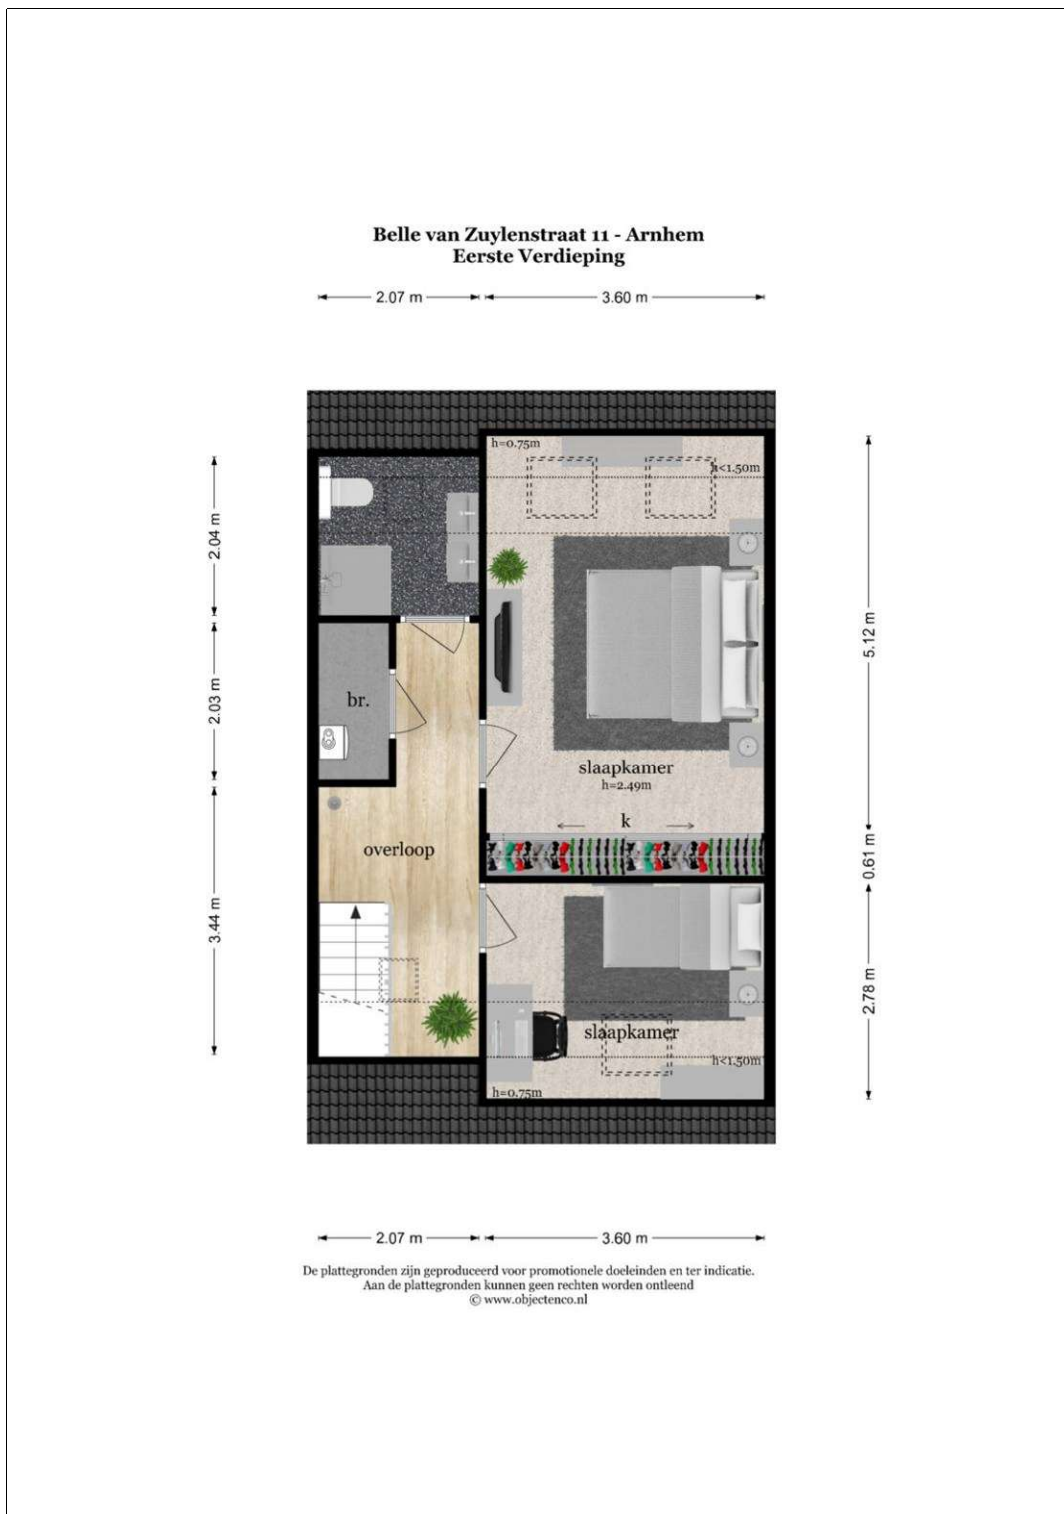 Belle van Zuylenstraat 11 - Arnhem
Eerste Verdieping
2.07 m
3.60 m
h=0.75m
h<1.50m
2.04 m
5.12 m
2.03 m
br.
slaapkamer
h=2.49m
k
overloop
0.61 m
3.44 m
2.78 m
slaapkamer
h<1.50m
h=0.75m
2.07 m
3.60 m
De plattegronden zijn geproduceerd voor promotionele doeleinden en ter indicatie.
Aan de plattegronden kunnen geen rechten worden ontleend
© www.objectenco.nl